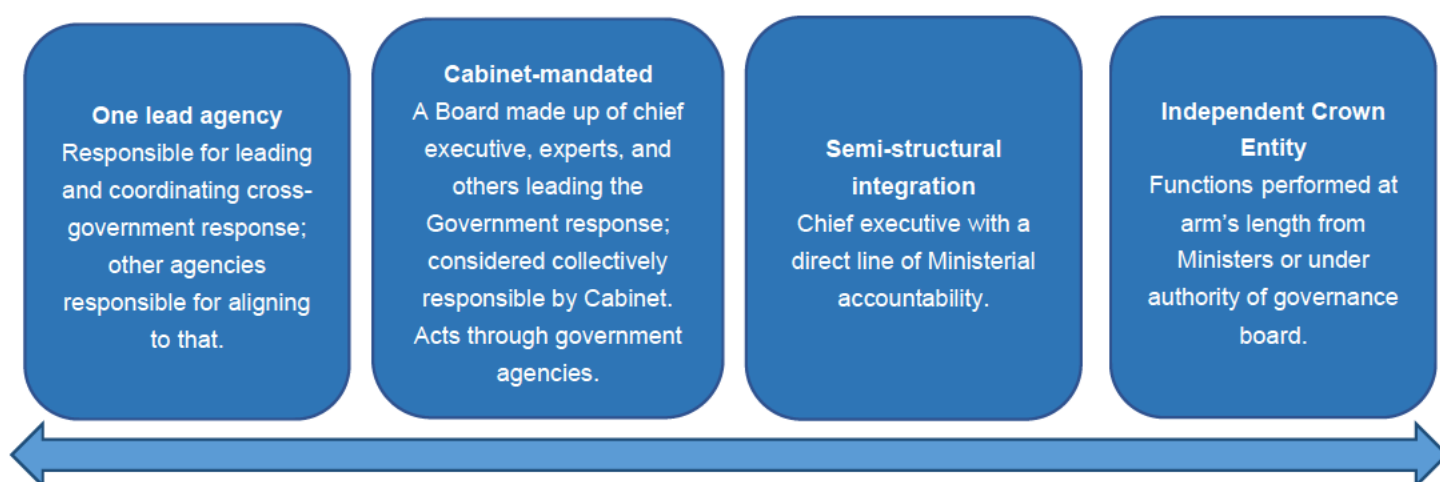 One lead agency
Responsible for leading
and coordinating cross-
government response;
other agencies
responsible for aligning
to that.
Cabinet-mandated
A Board made up of chief
executive, experts, and
others leading the
Government response;
considered collectively
responsible by Cabinet.
Acts through government
agencies.
Semi-structural
integration
Chief executive with a
direct line of Ministerial
accountability.
Independent Crown
Entity
Functions performed at
arm's length from
Ministers or under
authority of governance
board.